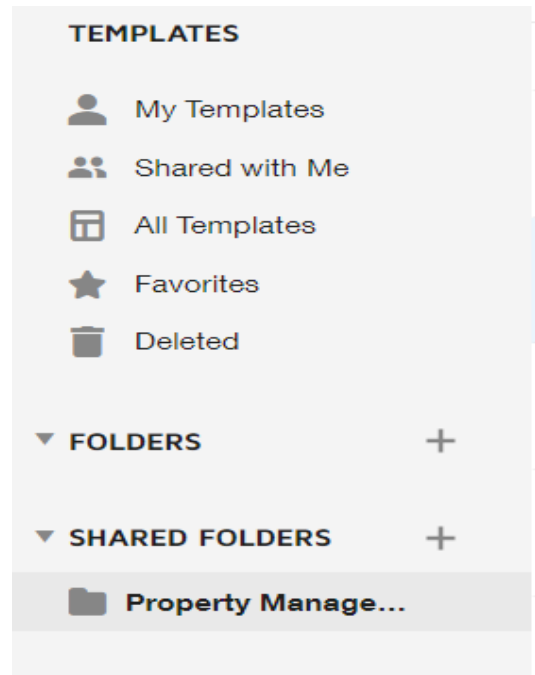 TEMPLATES
My Templates
Shared with Me
All Templates
Favorites
Deleted
FOLDERS
SHARED FOLDERS
Property Manage...